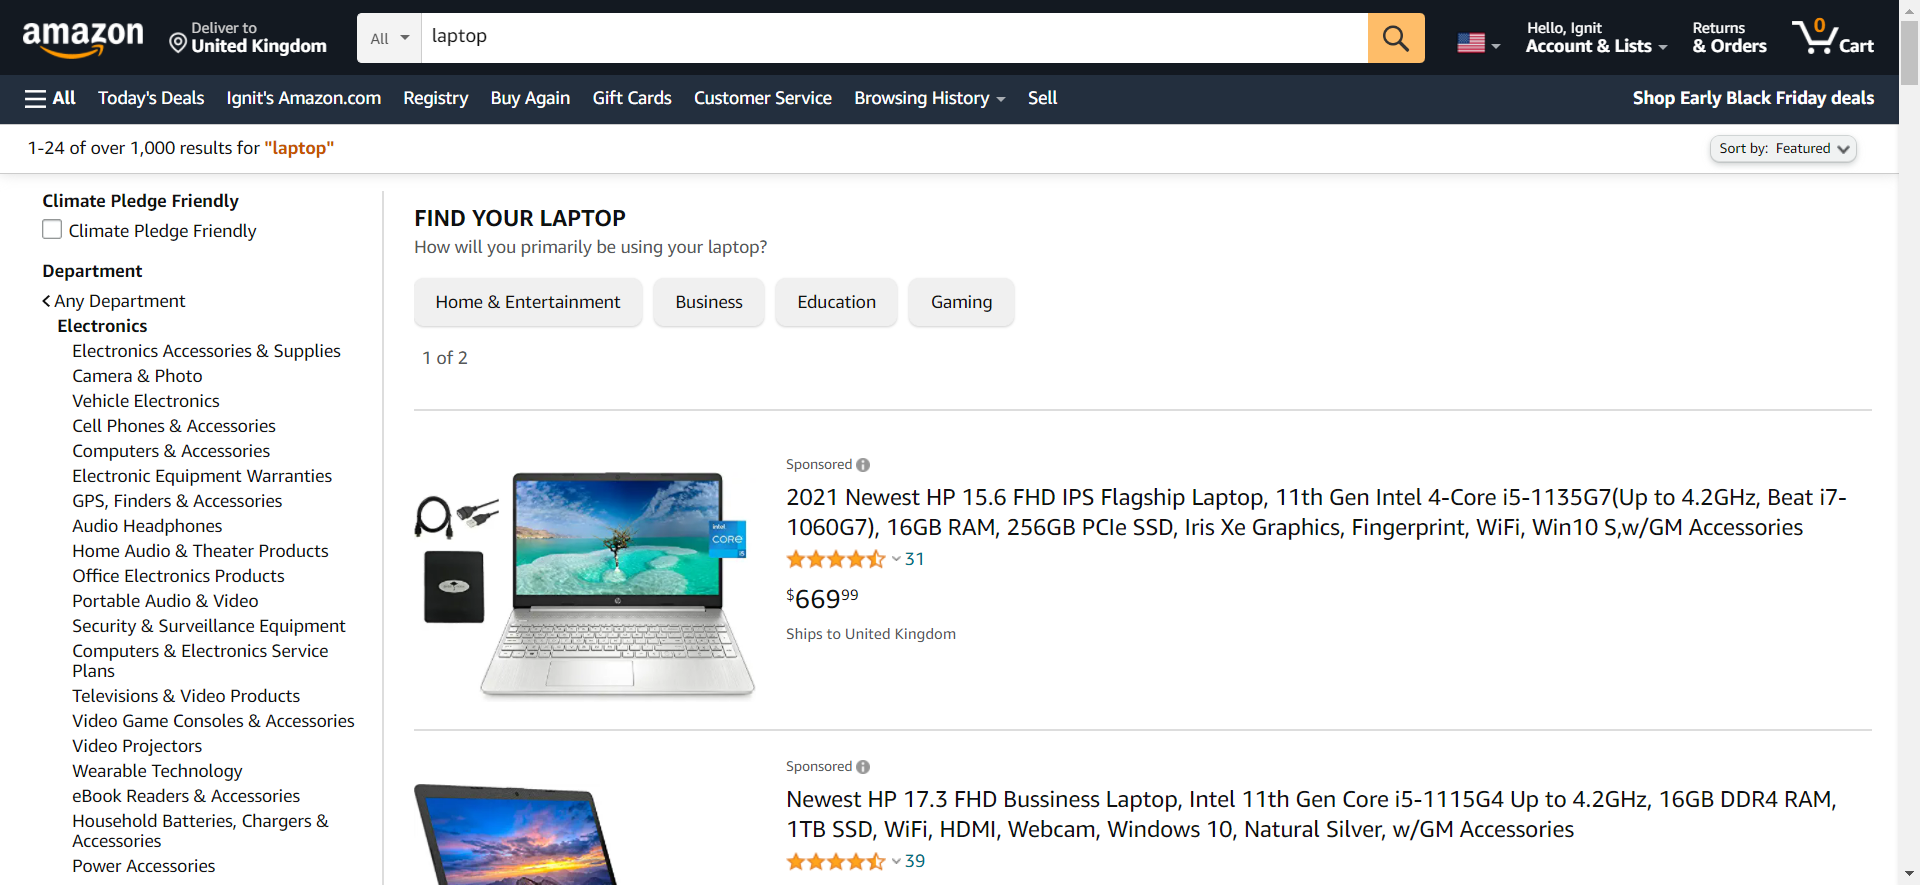 amazon
Deliver to
United Kingdom
All
laptop
Hello, Ignit
Account & Lists
Returns
& Orders
0
Cart
All
Today's Deals
Ignit's Amazon.com
Registry
Buy Again
Gift Cards
Customer Service
Browsing History
Sell
Shop Early Black Friday deals
1-24 of over 1,000 results for "laptop"
Sort by: Featured
Climate Pledge Friendly
Climate Pledge Friendly
Department
Any Department
Electronics
Electronics Accessories & Supplies
Camera & Photo
Vehicle Electronics
Cell Phones & Accessories
Computers & Accessories
Electronic Equipment Warranties
GPS, Finders & Accessories
Audio Headphones
Home Audio & Theater Products
Office Electronics Products
Portable Audio & Video
Security & Surveillance Equipment
Computers & Electronics Service
Plans
Televisions & Video Products
Video Game Consoles & Accessories
Video Projectors
Wearable Technology
eBook Readers & Accessories
Household Batteries, Chargers &
Accessories
Power Accessories
FIND YOUR LAPTOP
How will you primarily be using your laptop?
Home & Entertainment
Business
Education
Gaming
1 of 2
intel
CORE
i5
hp
Sponsored
2021 Newest HP 15.6 FHD IPS Flagship Laptop, 11th Gen Intel 4-Core i5-1135G7(Up to 4.2GHz, Beat i7-
1060G7), 16GB RAM, 256GB PCIe SSD, Iris Xe Graphics, Fingerprint, WiFi, Win10 S,w/GM Accessories
31
$66999
Ships to United Kingdom
Sponsored
Newest HP 17.3 FHD Bussiness Laptop, Intel 11th Gen Core i5-1115G4 Up to 4.2GHz, 16GB DDR4 RAM,
1TB SSD, WiFi, HDMI, Webcam, Windows 10, Natural Silver, w/GM Accessories
39